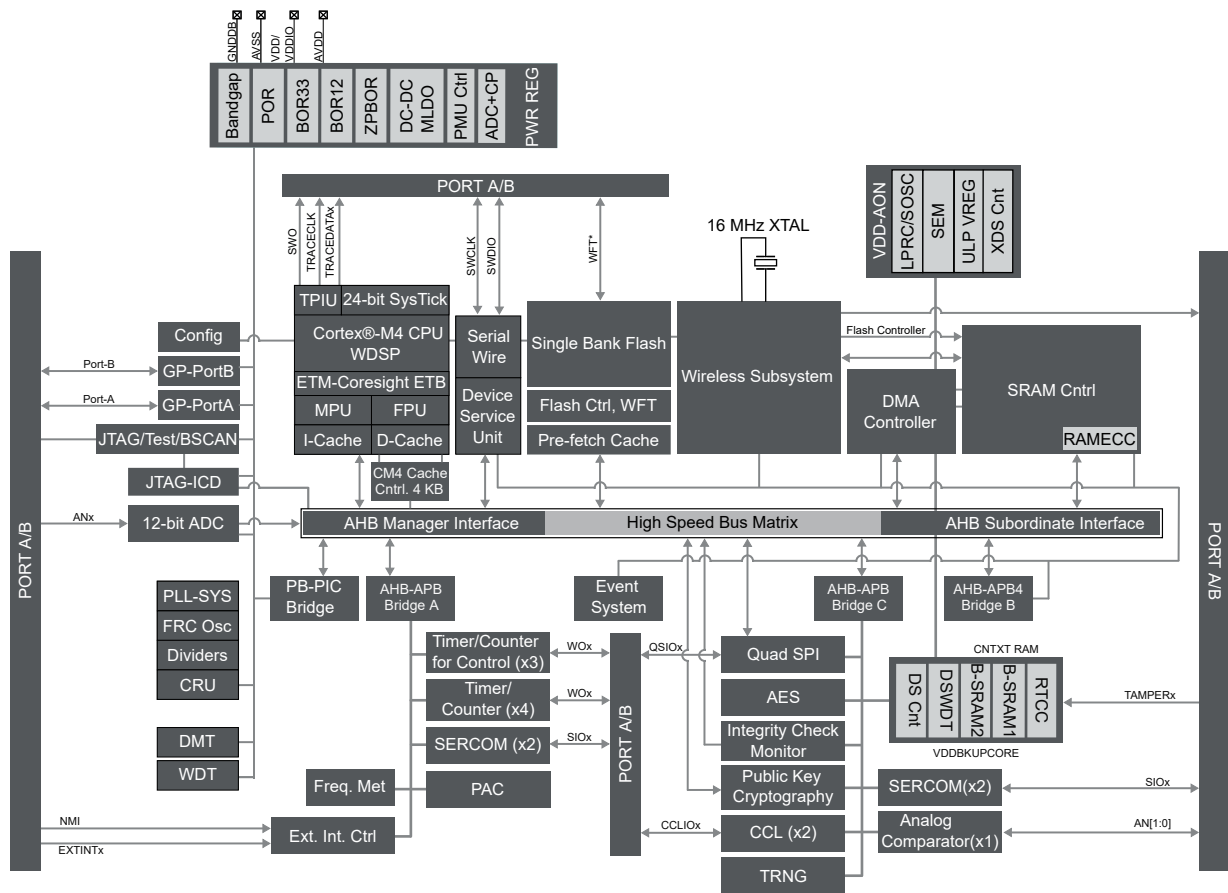 GNDDB
AVSS
VDD/
VDDIO
AVDD
Bandgap
POR
BOR33
BOR12
ZPBOR
DC-DC
MLDO
PMU Ctrl
ADC+CP
PWR REG
PORT A/B
SWO
TRACECLK
TRACEDATAx
SWCLK
SWDIO
WFT*
16 MHz XTAL
VDD-AON
LPRC/SOSC
SEM
ULP VREG
XDS Cnt
PORT A/B
Config
Port-B
GP-PortB
Port-A
GP-PortA
JTAG/Test/BSCAN
JTAG-ICD
ANx
12-bit ADC
TPIU
24-bit SysTick
Cortex®-M4 CPU
WDSP
ETM-Coresight ETB
MPU
FPU
I-Cache
D-Cache
CM4 Cache
Cntrl. 4 KB
Serial
Wire
Device
Service
Unit
Single Bank Flash
Flash Ctrl, WFT
Pre-fetch Cache
Wireless Subsystem
Flash Controller
DMA
Controller
SRAM Cntrl
RAMECC
PORT A/B
AHB Manager Interface
High Speed Bus Matrix
AHB Subordinate Interface
PB-PIC
Bridge
AHB-APB
Bridge A
Event
System
AHB-APB
Bridge C
AHB-APB4
Bridge B
PLL-SYS
FRC Osc
Dividers
CRU
DMT
WDT
Timer/Counter
for Control (x3)
WOx
Timer/
Counter (x4)
WOx
SERCOM (x2)
SIOx
Freq. Met
PAC
NMI
EXTINTx
Ext. Int. Ctrl
PORT A/B
QSIOx
Quad SPI
AES
Integrity Check
Monitor
Public Key
Cryptography
CCLIOx
CCL (x2)
TRNG
CNTXT RAM
DS Cnt
DSWDT
B-SRAM2
B-SRAM1
RTCC
VDDBKUPCORE
TAMPERx
SERCOM(x2)
SIOx
Analog
Comparator(x1)
AN[1:0]